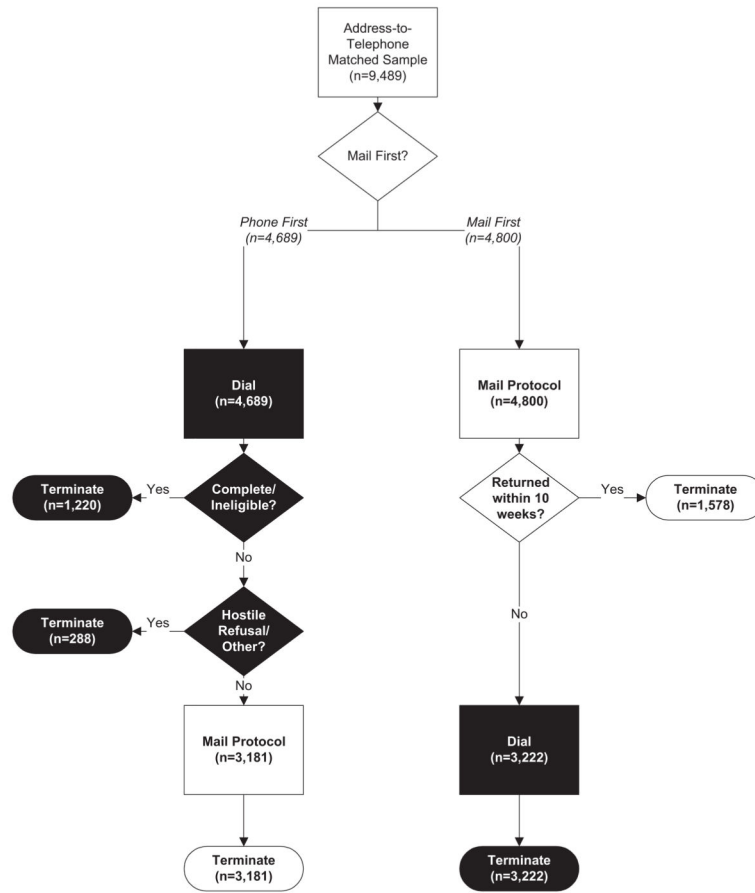 Address-to-
Telephone
Matched Sample
(n=9,489)
Mail First?
Phone First
(n=4,689)
Mail First
(n=4,800)
Dial
(n=4,689)
Mail Protocol
(n=4,800)
Terminate
(n=1,220)
Yes
Complete/
Ineligible?
Returned
within 10
weeks?
Yes
Terminate
(n=1,578)
No
Terminate
(n=288)
Yes
Hostile
Refusal/
Other?
No
No
Mail Protocol
(n=3,181)
Dial
(n=3,222)
Terminate
(n=3,181)
Terminate
(n=3,222)